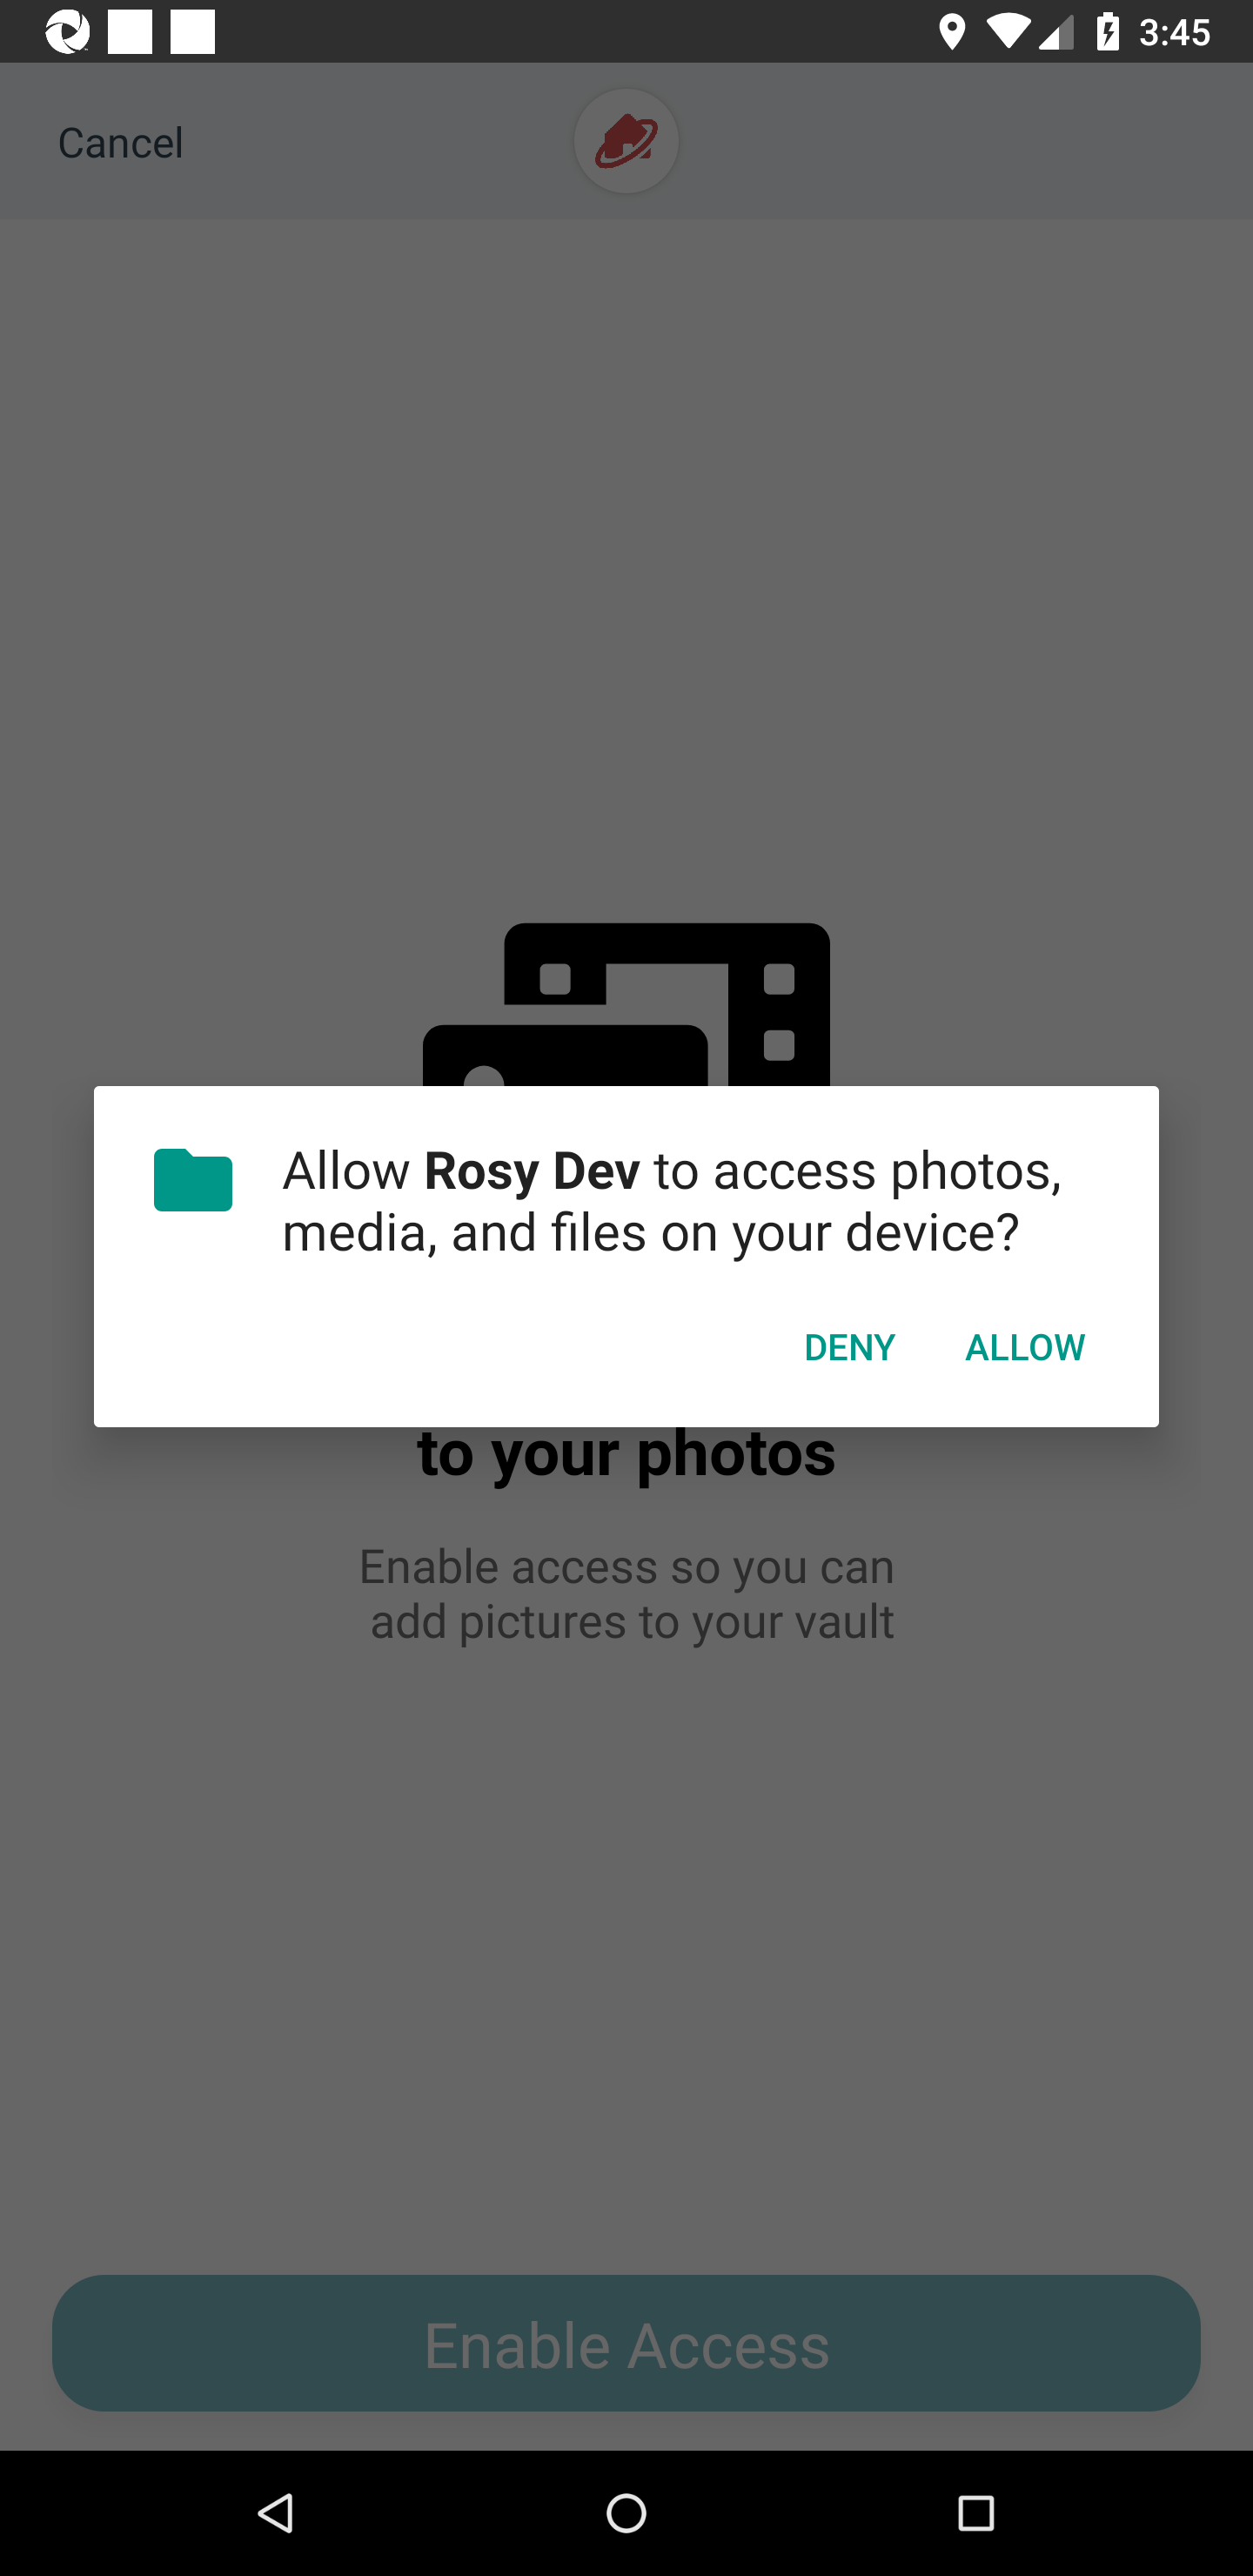 3:45
Cancel
Allow Rosy Dev to access photos,
media, and files on your device?
DENY ALLOW
to your photos
Enable access so you can
add pictures to your vault
Enable Access